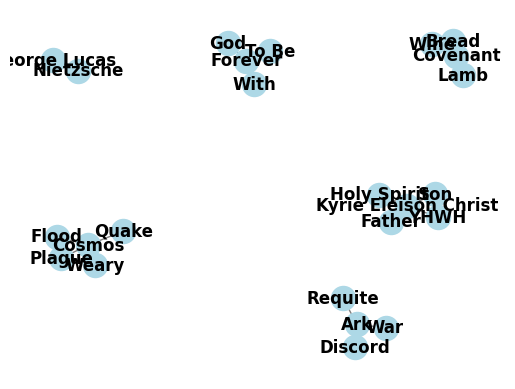 eorge Lucas
Nietzsche
God
To Be
Forever
With
Wine
Bread
Covenant
Lamb
Holy Spirit
Son
Kyrie Eleison Christ
YHWH
Father
Quake
Flood
Cosmos
Plague
Weary
Requite
Ark
War
Discord